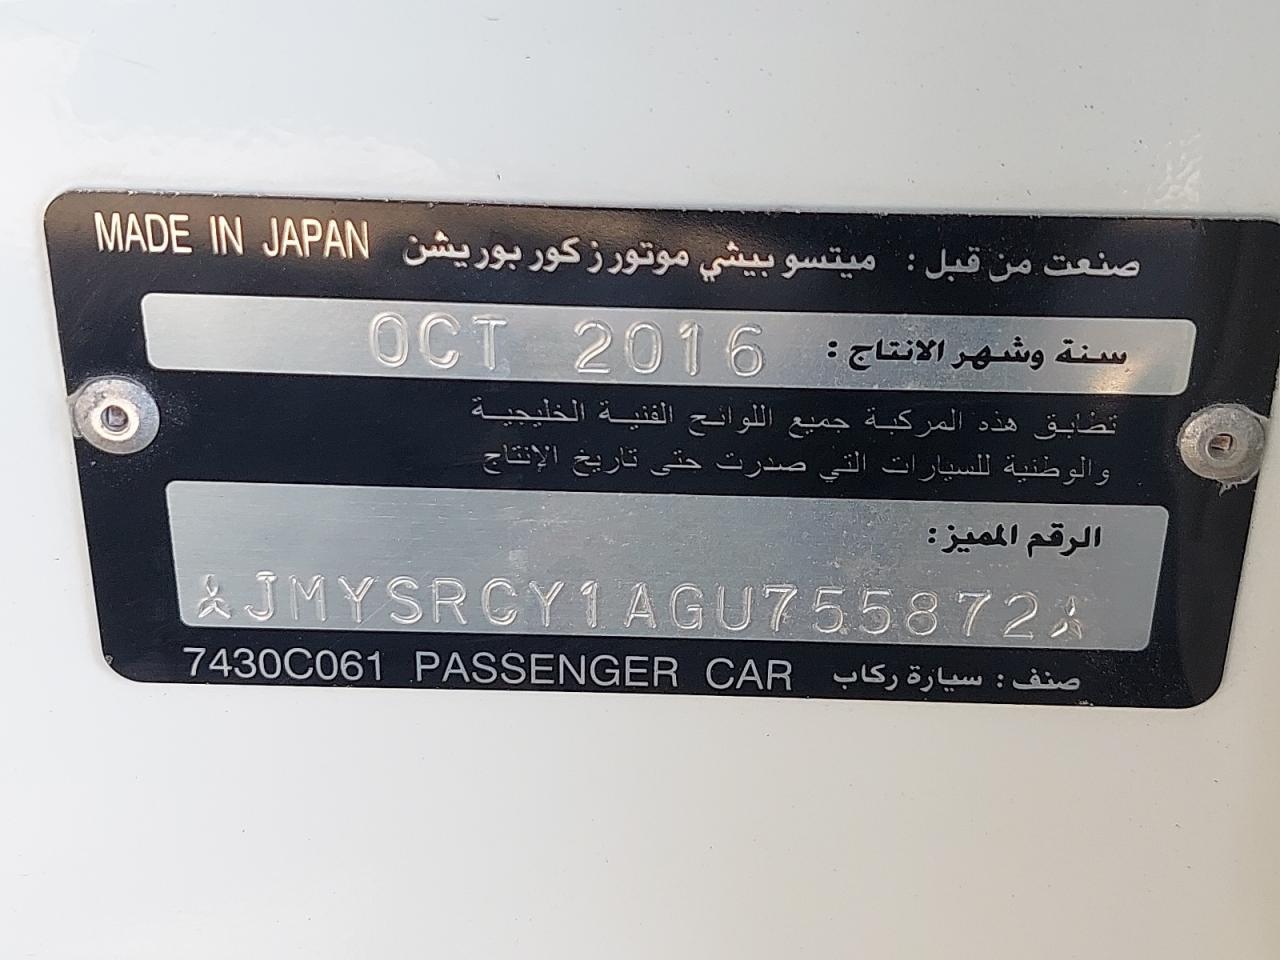 صنعت من قبل : ميتسو بيشي موتورز كور بوريشن MADE IN JAPAN
سنة وشهر الانتاج : OCT 2016
تضابق هذه المركبة جميع اللوائح الفنية الخليجية
والوطنية للسيارات التي صدرت حتى تاريخ الإنتاج
الرقم المميز:
JMYSRCY1AGU755872
صنف : سيارة ركاب 7430C061 PASSENGER CAR